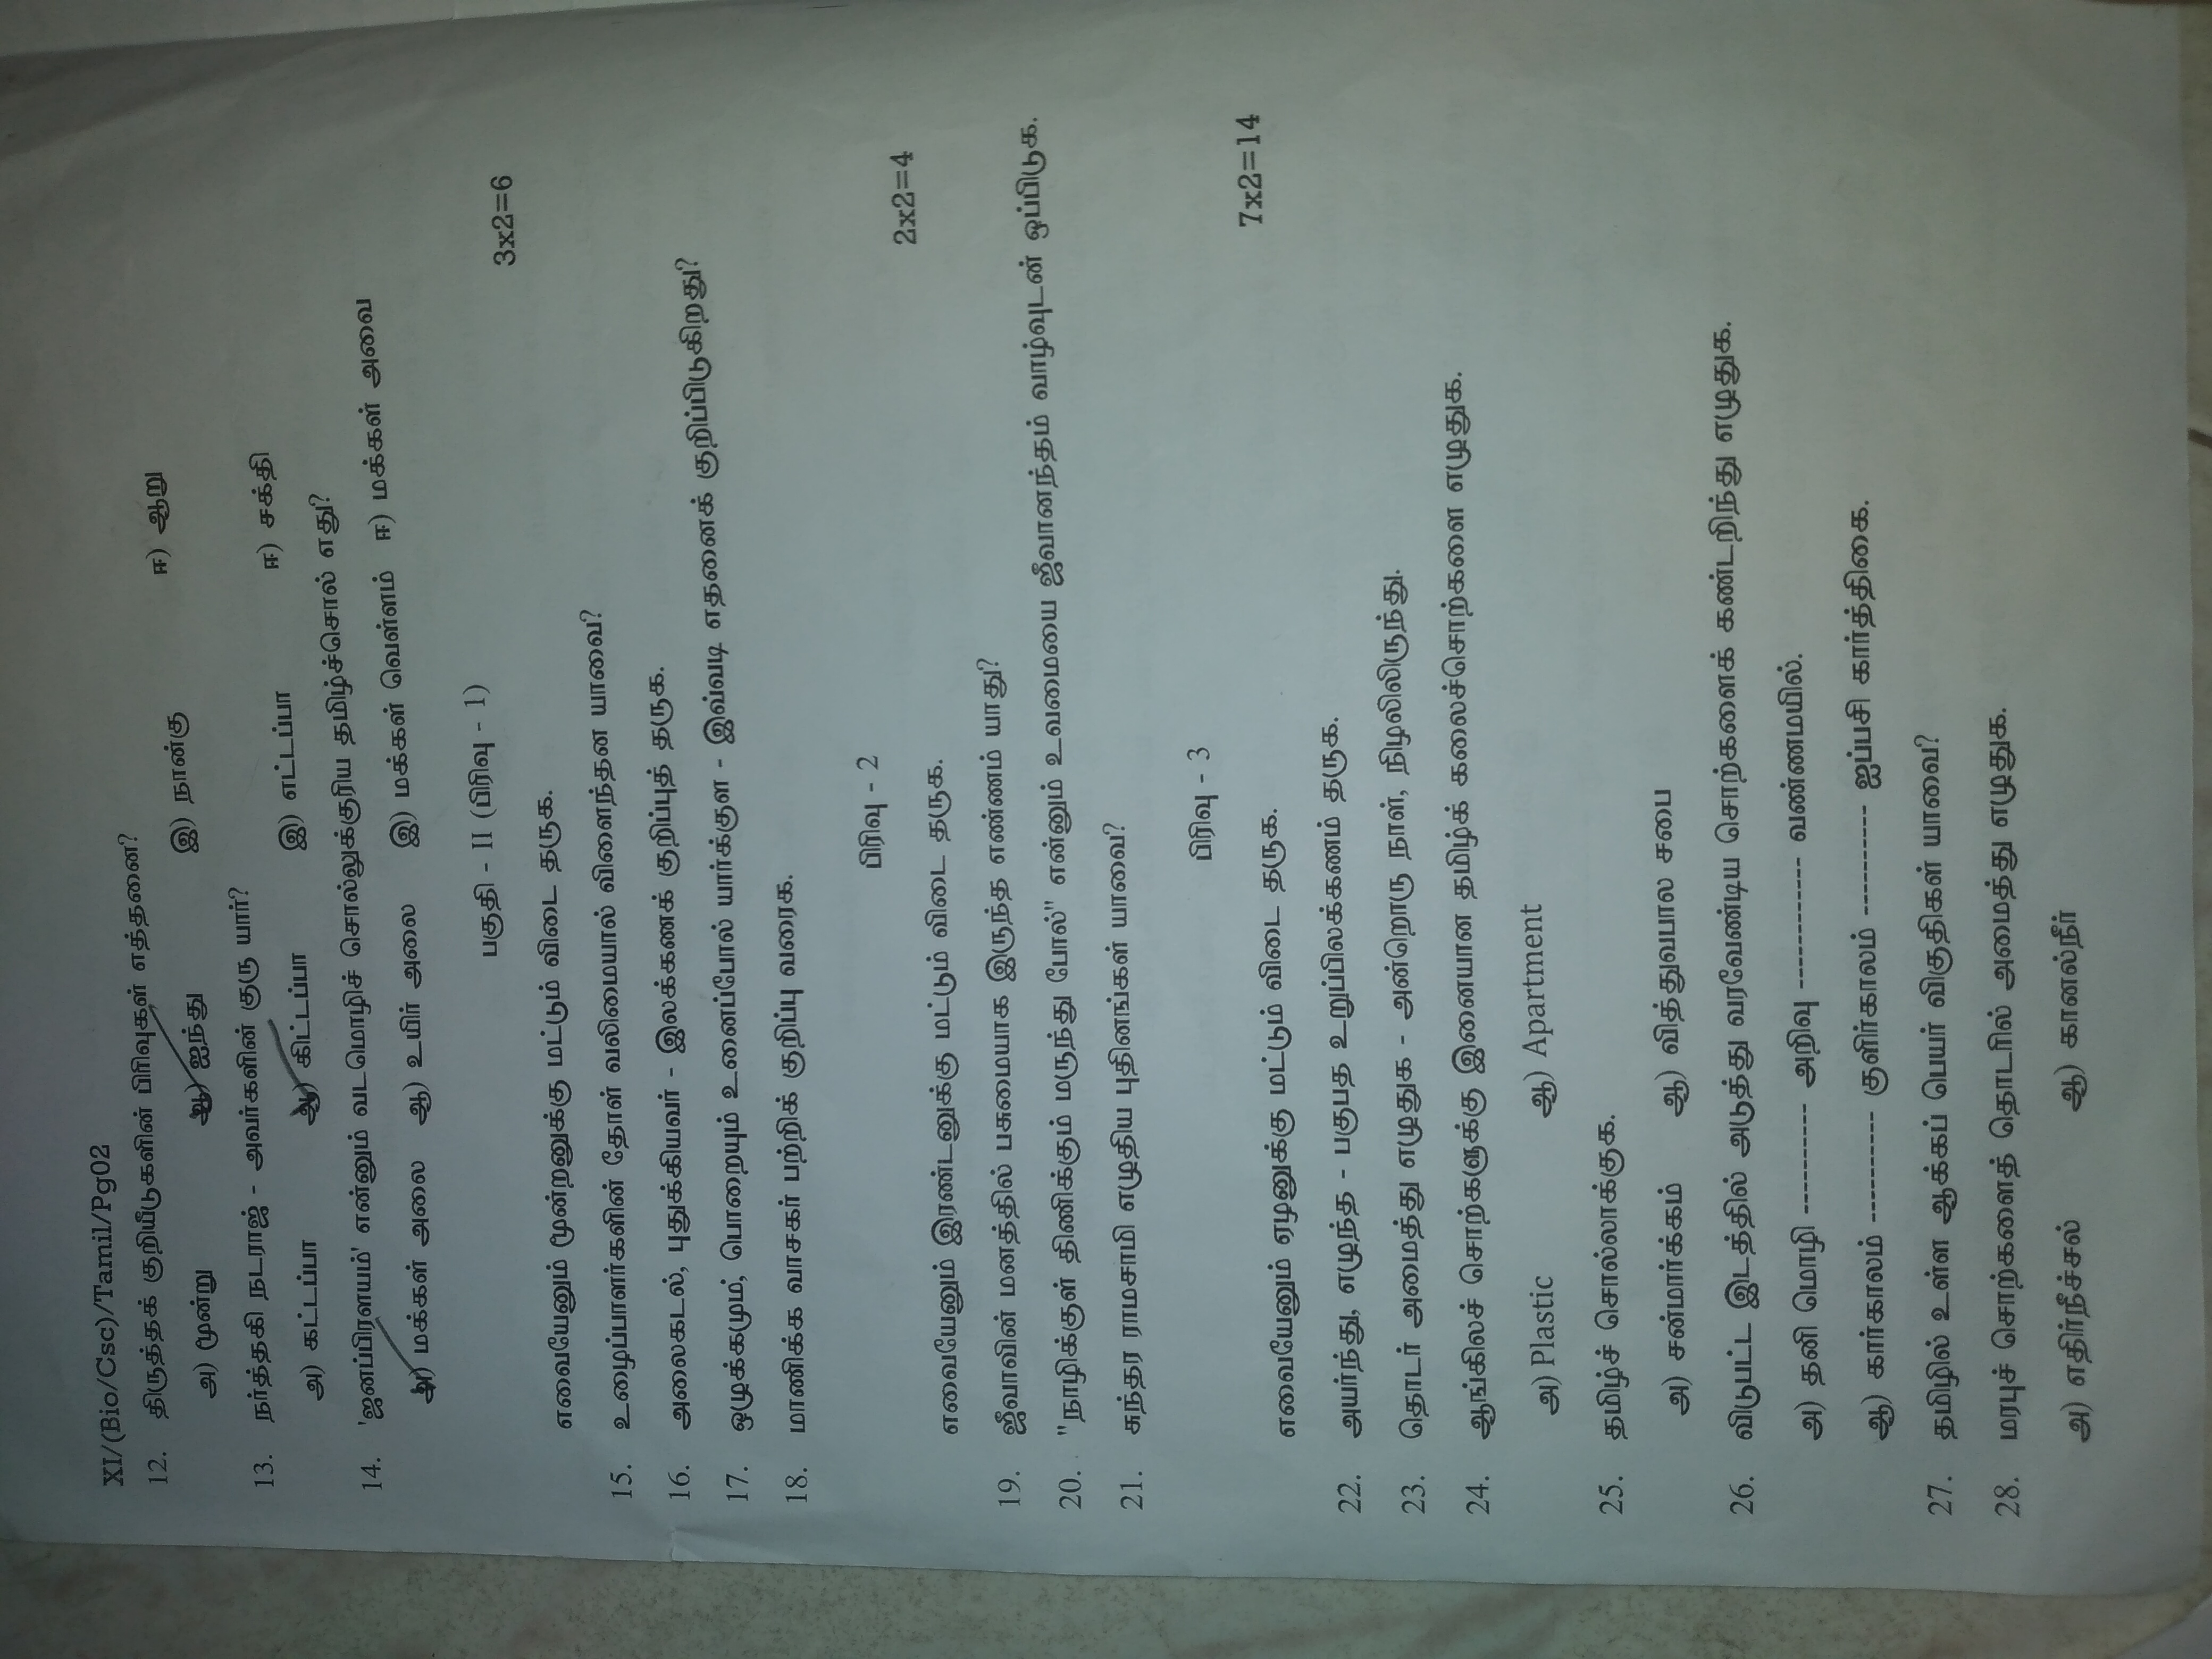 XI/(Bio/Csc)/Tamil/Pg02
12. திருத்தக் குறியீடுகளின் பிரிவுகள் எத்தனை?
அ) மூன்று ஆ) ஐந்து இ) நான்கு ஈ) ஆறு
13. நர்த்தகி நடராஜ் - அவர்களின் குரு யார்?
அ) கட்டப்பா ஆ) கிட்டப்பா இ) எட்டப்பா ஈ) சக்தி
14. 'ஜனப்பிரளயம்' என்னும் வடமொழிச் சொல்லுக்குரிய தமிழ்ச்சொல் எது?
அ) மக்கள் அலை ஆ) உயிர் அலை இ) மக்கள் வெள்ளம் ஈ) மக்கள் அவை
பகுதி - II (பிரிவு - 1)
3x2=6
எவையேனும் மூன்றனுக்கு மட்டும் விடை தருக.
15. உழைப்பாளர்களின் தோள் வலிமையால் விளைந்தன யாவை?
16. அலைகடல், புதுக்கியவர் - இலக்கணக் குறிப்புத் தருக.
17. ஒழுக்கமும், பொறையும் உனைப்போல் யார்க்குள - இவ்வடி எதனைக் குறிப்பிடுகிறது?
18. மாணிக்க வாசகர் பற்றிக் குறிப்பு வரைக.
பிரிவு - 2
2x2=4
எவையேனும் இரண்டனுக்கு மட்டும் விடை தருக.
19. ஜீவாவின் மனத்தில் பசுமையாக இருந்த எண்ணம் யாது?
20. "நாழிக்குள் திணிக்கும் மருந்து போல்" என்னும் உவமையை ஜீவானந்தம் வாழ்வுடன் ஒப்பிடுக.
21. சுந்தர ராமசாமி எழுதிய புதினங்கள் யாவை?
பிரிவு - 3
7x2=14
எவையேனும் ஏழனுக்கு மட்டும் விடை தருக.
22. அயர்ந்து, எழுந்த - பகுபத உறுப்பிலக்கணம் தருக.
23. தொடர் அமைத்து எழுதுக - அன்றொரு நாள், நிழலிலிருந்து.
24. ஆங்கிலச் சொற்களுக்கு இனையான தமிழ்க் கலைச்சொற்களை எழுதுக.
அ) Plastic ஆ) Apartment
25. தமிழ்ச் சொல்லாக்குக.
அ) சன்மார்க்கம் ஆ) வித்துவபால சபை
26. விடுபட்ட இடத்தில் அடுத்து வரவேண்டிய சொற்களைக் கண்டறிந்து எழுதுக.
அ) தனி மொழி ---------- அறிவு ------------ வண்ணமயில்.
ஆ) கார்காலம் ---------- குளிர்காலம் ---------- ஐப்பசி கார்த்திகை.
27. தமிழில் உள்ள ஆக்கப் பெயர் விகுதிகள் யாவை?
28. மரபுச் சொற்களைத் தொடரில் அமைத்து எழுதுக.
அ) எதிர்நீச்சல் ஆ) கானல்நீர்